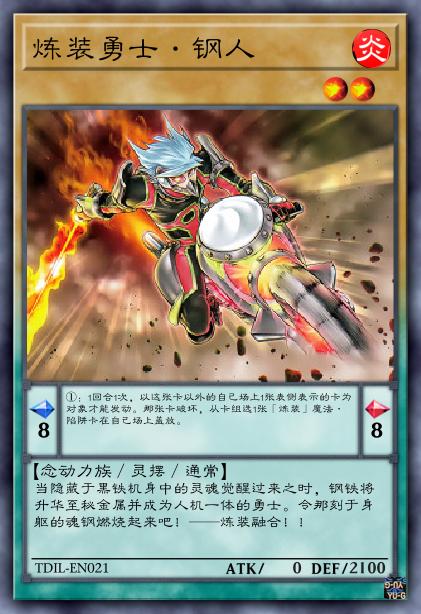 炼装勇士·钢人
炎
①：1回合1次，以这张卡以外的自己场上1张表侧表示的卡为
对象才能发动。那张卡破坏，从卡组选1张「炼装」魔法·
陷阱卡在自己场上盖放。
8
8
【念动力族／灵摆／通常】
当隐藏于黑铁机身中的灵魂觉醒过来之时，钢铁将
升华至秘金属并成为人机一体的勇士。令那刻于身
躯的魂钢燃烧起来吧！——炼装融合！！
TDIL-EN021
ATK/ 0 DEF/2100